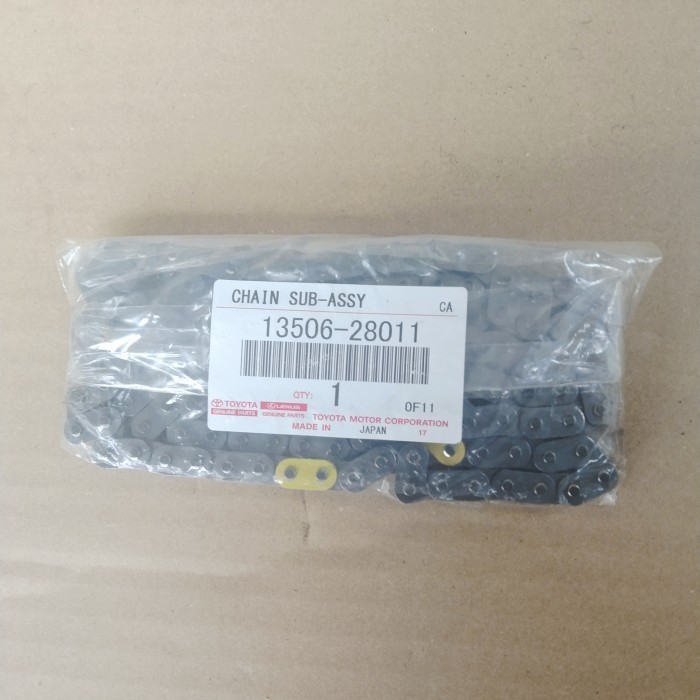 CHAIN SUB-ASSY CA
13506-28011
QTY: 1 0F11
TOYOTA LEXUS
GENUINE PARTS GENUINE PARTS TOYOTA MOTOR CORPORATION
MADE IN JAPAN 17